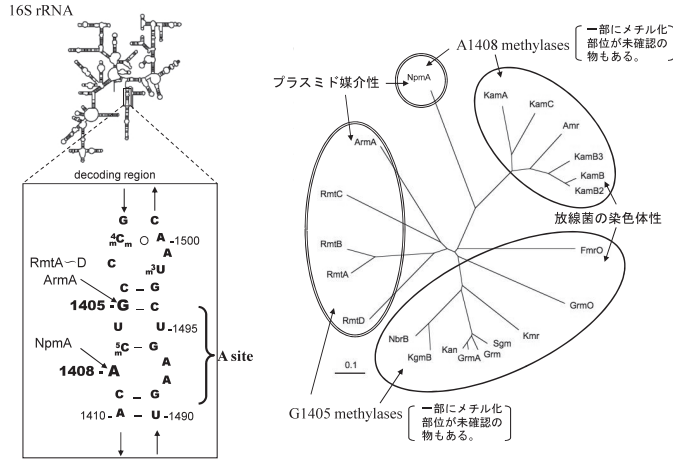 16S rRNA
decoding region
G C
4Cm m O A -1500
C A
m3U
RmtA~D
ArmA
C – G
1405 - G – C
U U -1495
NpmA
5C m – G
1408 - A A
A
C – G
1410 -A – U -1490
A site
A1408 methylases
一部にメチル化
部位が未確認の
物もある。
プラスミド媒介性
NpmA
KamA
KamC
Amr
KamB3
KamB
KamB2
放線菌の染色体性
ArmA
RmtC
RmtB
RmtA
RmtD
FmrO
GrmO
Kmr
Sgm
Grm
GrmA
Kan
KgmB
NbrB
0.1
G1405 methylases
一部にメチル化
部位が未確認の
物もある。